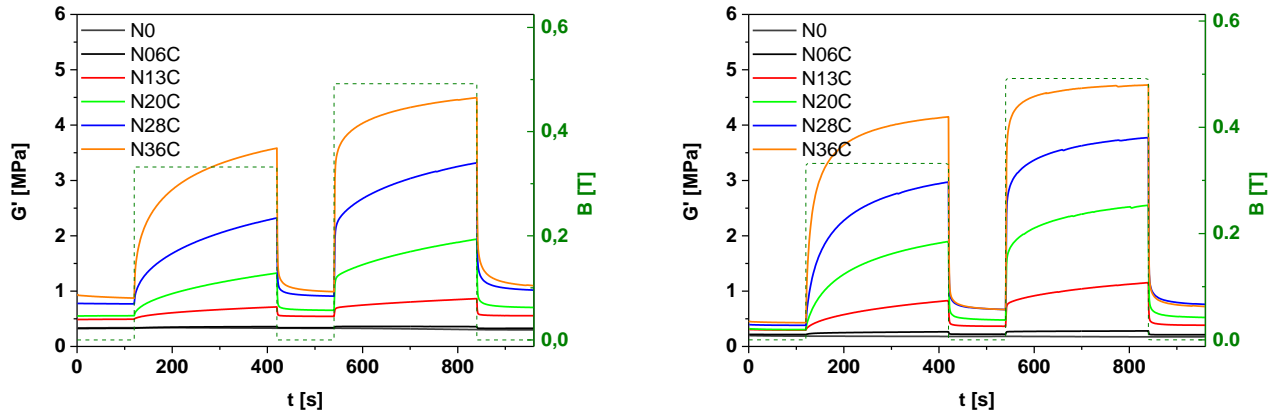 6
5
4
3
2
1
0
G' [MPa]
N0
N06C
N13C
N20C
N28C
N36C
0,6
0,4
0,2
0,0
B [T]
0
200
400
600
800
t [s]
6
5
4
3
2
1
0
G' [MPa]
N0
N06C
N13C
N20C
N28C
N36C
0.6
0.4
0.2
0.0
B [T]
0
200
400
600
800
t [s]